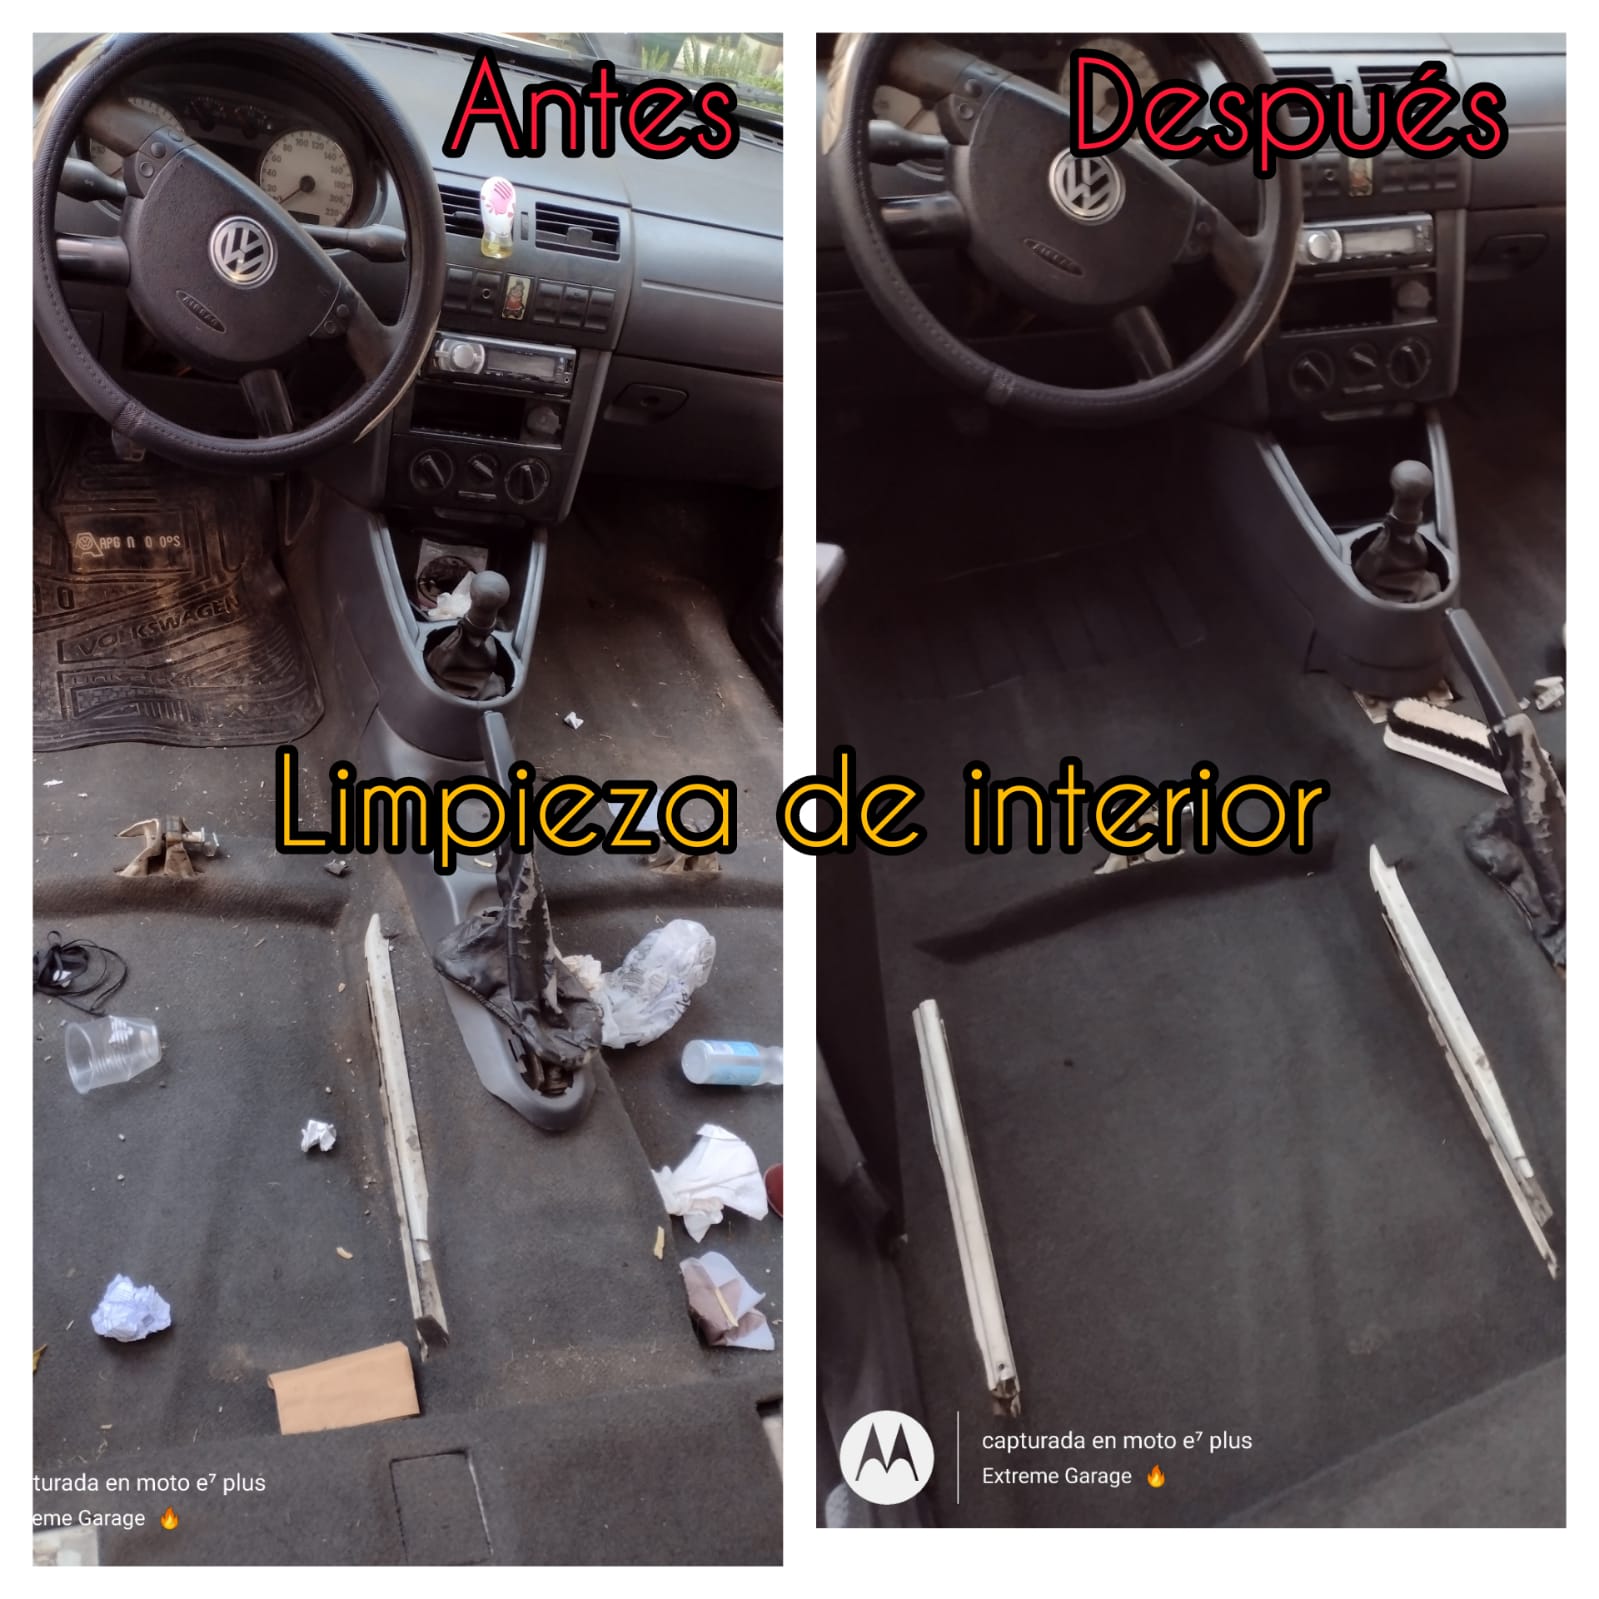 Antes
Después
VOLKSWAGEN
AIRBAG
Limpieza de interior
turada en moto e⁷ plus
eme Garage 🔥
capturada en moto e⁷ plus
Extreme Garage 🔥